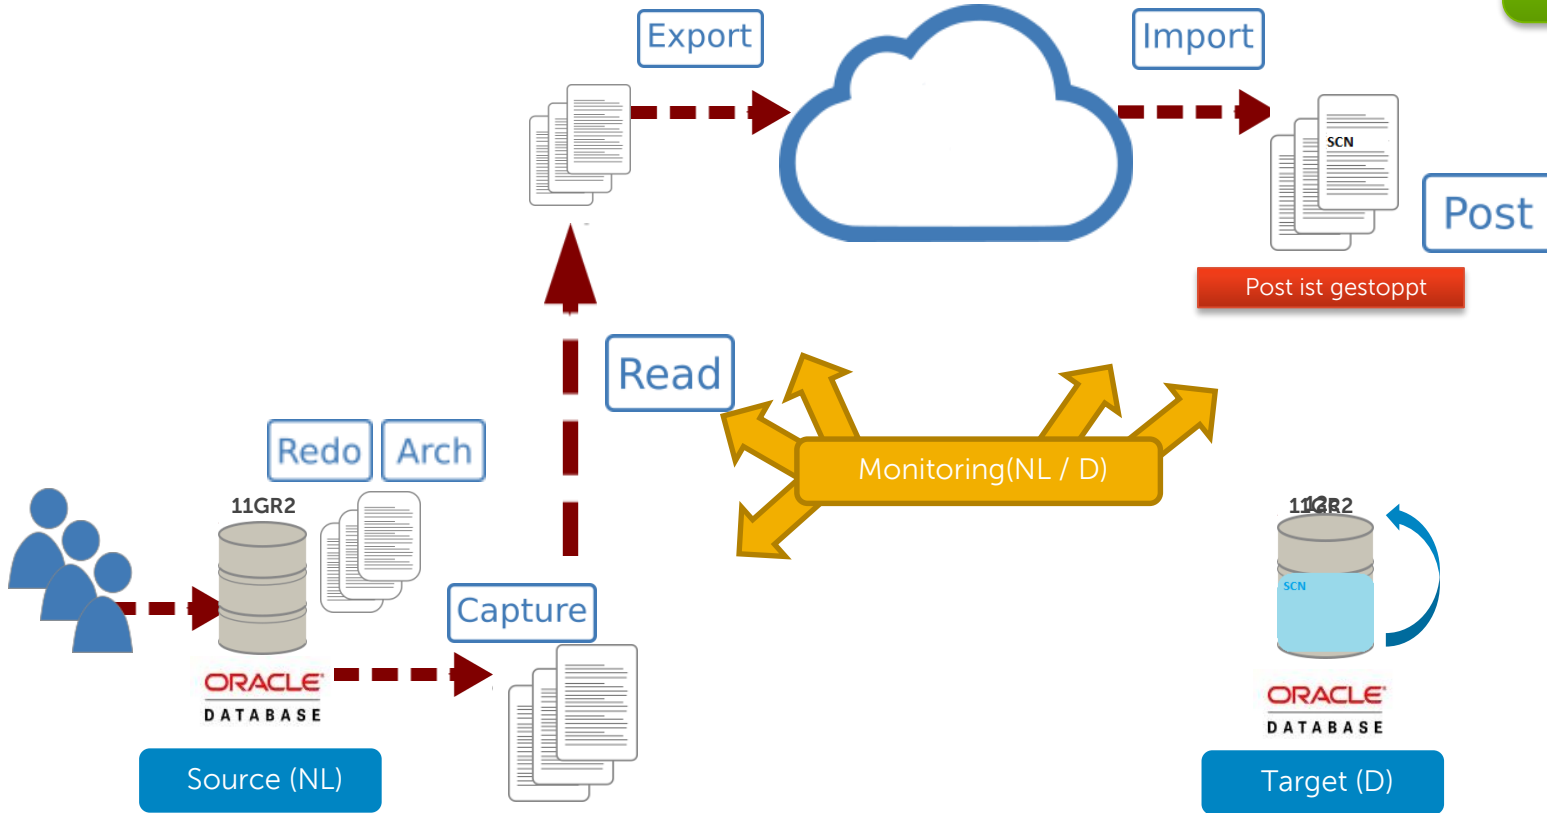 Export
Import
SCN
Post
Post ist gestoppt
Read
Redo
Arch
Monitoring(NL / D)
11GR2
11GR2
SCN
Capture
ORACLE
DATABASE
ORACLE
DATABASE
Source (NL)
Target (D)